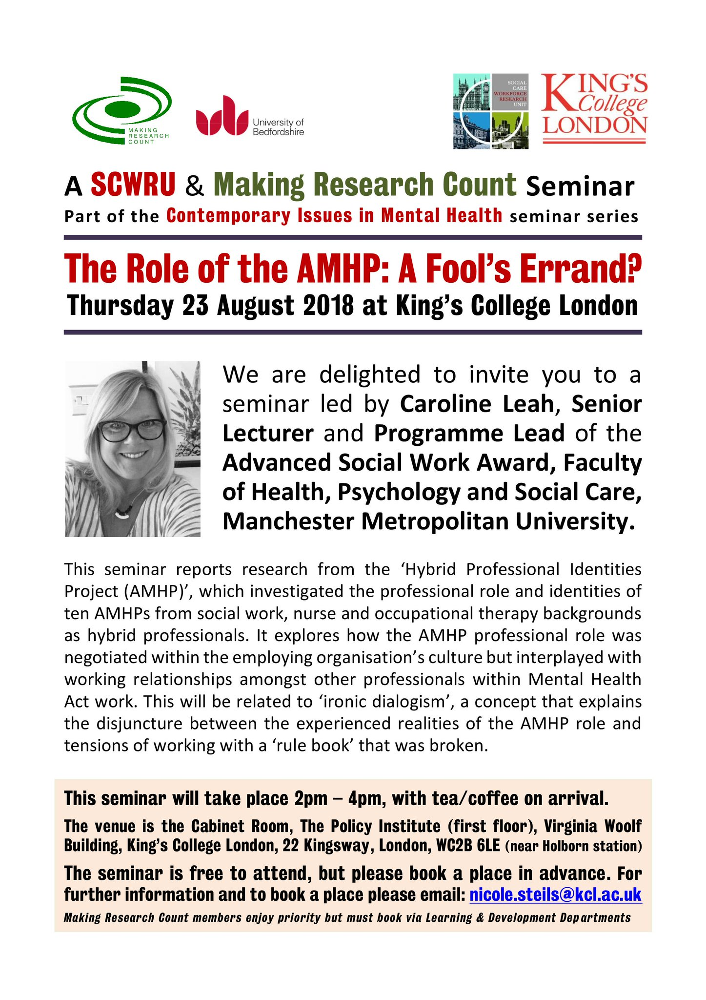 MAKING
RESEARCH
COUNT
University of
Bedfordshire
SOCIAL
CARE
WORKFORCE
RESEARCH
UNIT
KING'S
College
LONDON
A SCWRU & Making Research Count Seminar
Part of the Contemporary Issues in Mental Health seminar series
The Role of the AMHP: A Fool's Errand?
Thursday 23 August 2018 at King's College London
We are delighted to invite you to a
seminar led by Caroline Leah, Senior
Lecturer and Programme Lead of the
Advanced Social Work Award, Faculty
of Health, Psychology and Social Care,
Manchester Metropolitan University.
This seminar reports research from the ‘Hybrid Professional Identities
Project (AMHP)’, which investigated the professional role and identities of
ten AMHPs from social work, nurse and occupational therapy backgrounds
as hybrid professionals. It explores how the AMHP professional role was
negotiated within the employing organisation’s culture but interplayed with
working relationships amongst other professionals within Mental Health
Act work. This will be related to ‘ironic dialogism’, a concept that explains
the disjuncture between the experienced realities of the AMHP role and
tensions of working with a ‘rule book’ that was broken.
This seminar will take place 2pm – 4pm, with tea/coffee on arrival.
The venue is the Cabinet Room, The Policy Institute (first floor), Virginia Woolf
Building, King’s College London, 22 Kingsway, London, WC2B 6LE (near Holborn station)
The seminar is free to attend, but please book a place in advance. For
further information and to book a place please email: nicole.steils@kcl.ac.uk
Making Research Count members enjoy priority but must book via Learning & Development Departments